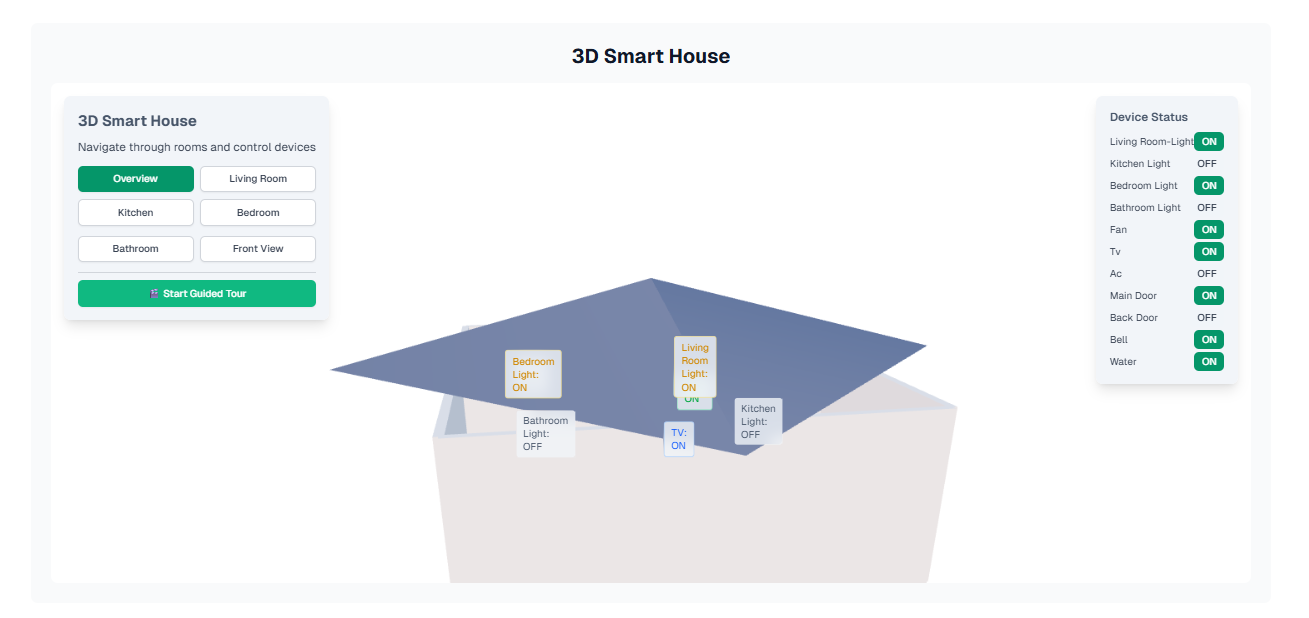 3D Smart House
3D Smart House
Navigate through rooms and control devices
Overview
Living Room
Kitchen
Bedroom
Bathroom
Front View
Start Guided Tour
Device Status
Living Room-Light ON
Kitchen Light OFF
Bedroom Light ON
Bathroom Light OFF
Fan ON
Tv ON
Ac OFF
Main Door ON
Back Door OFF
Bell ON
Water ON
Bedroom
Light:
ON
Living
Room
Light:
ON
ON
Bathroom
Light:
OFF
TV:
ON
Kitchen
Light:
OFF